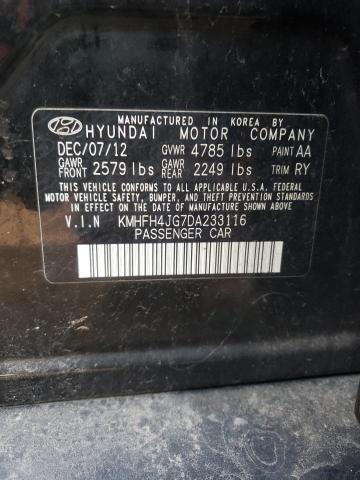 MANUFACTURED IN KOREA BY
HYUNDAI MOTOR COMPANY
DEC/07/12 GVWR 4785 lbs PAINT AA
GAWR FRONT 2579 lbs GAWR REAR 2249 lbs TRIM RY
THIS VEHICLE CONFORMS TO ALL APPLICABLE U.S.A. FEDERAL
MOTOR VEHICLE SAFETY AND THEFT PREVENTION STANDARDS
IN EFFECT ON THE DATE OF MANUFACTURE SHOWN ABOVE.
V.I.N KMHFH4JG7DA233116
PASSENGER CAR